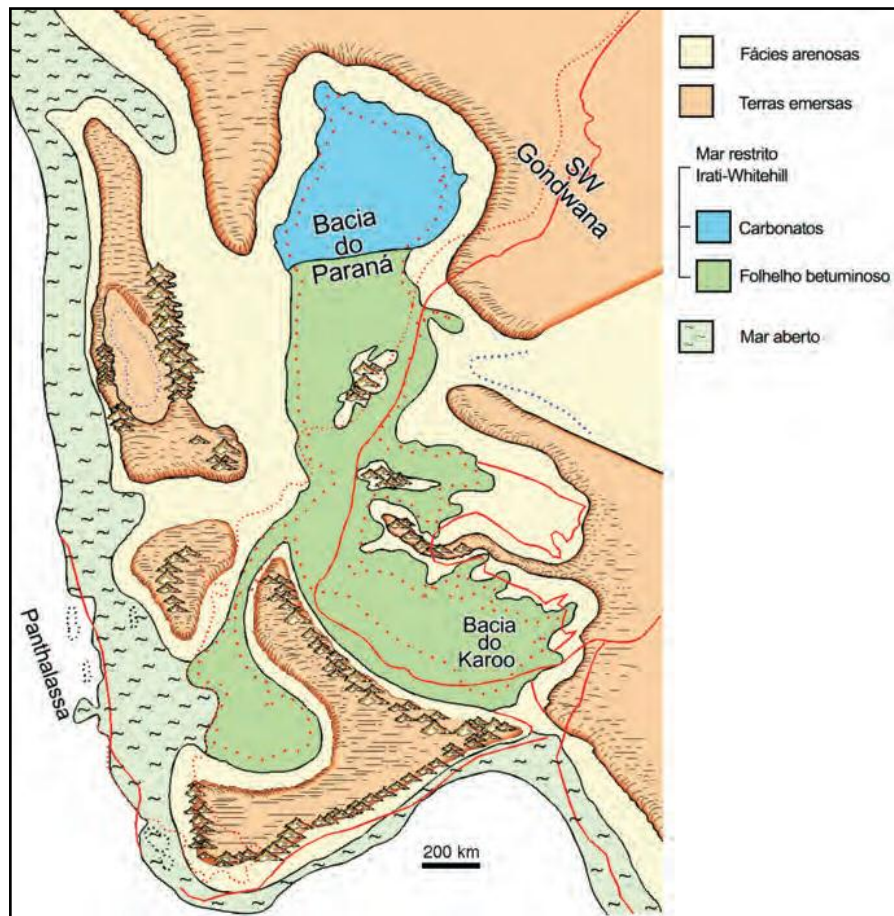 Fácies arenosas
Terras emersas
Mar restrito
Irati-Whitehill
Carbonatos
Folhelho betuminoso
Mar aberto
SW
Gondwana
Bacia
do
Paraná
Bacia
do
Karoo
Panthalassa
200 km